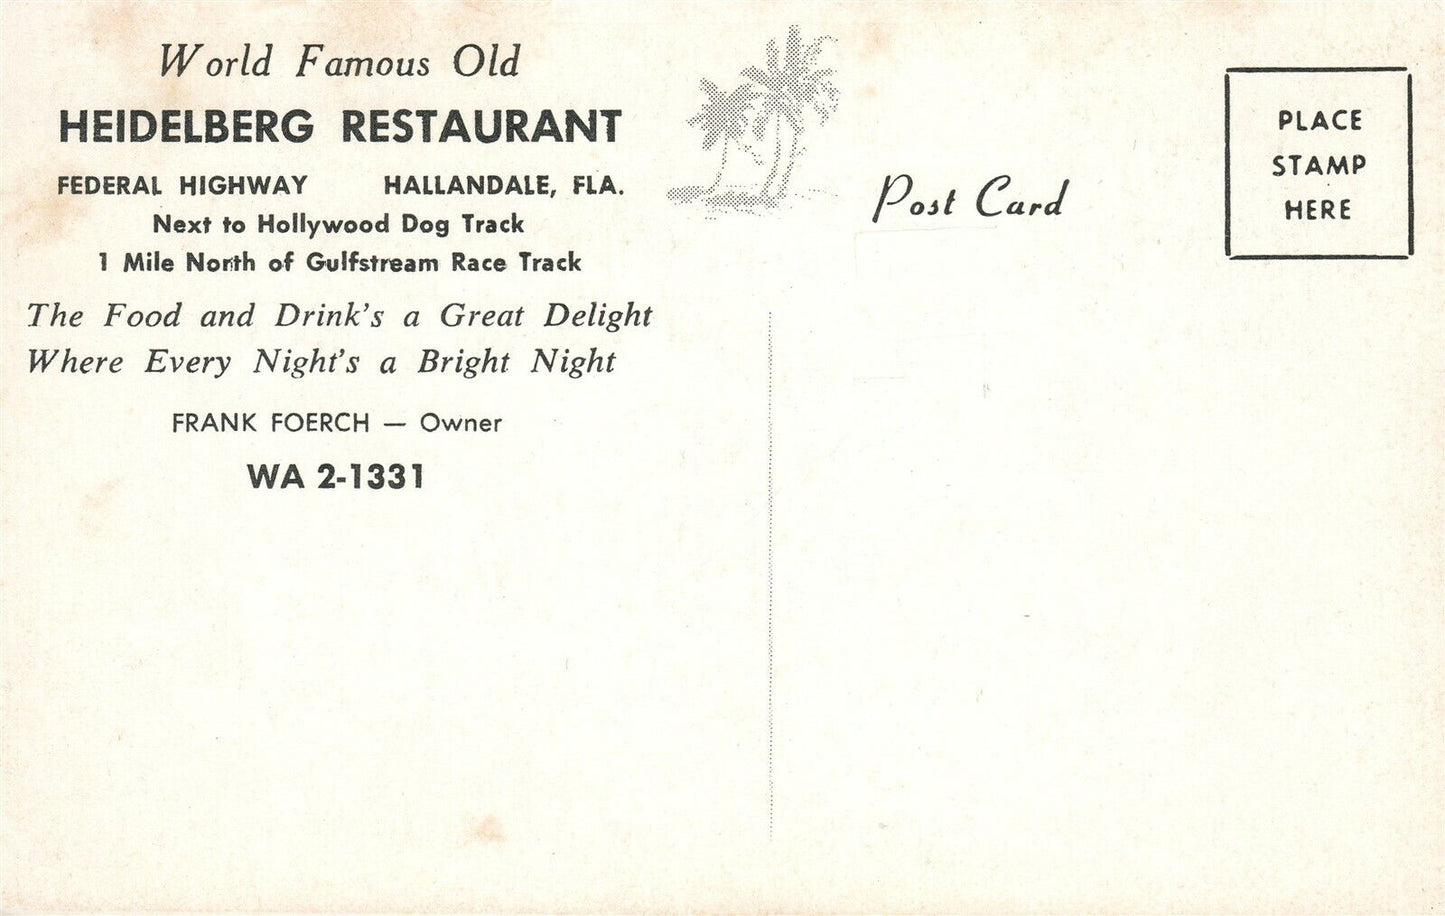 World Famous Old
HEIDELBERG RESTAURANT
FEDERAL HIGHWAY HALLANDALE, FLA.
Next to Hollywood Dog Track
1 Mile North of Gulfstream Race Track
The Food and Drink's a Great Delight
Where Every Night's a Bright Night
FRANK FOERCH — Owner
WA 2-1331
Post Card
PLACE
STAMP
HERE